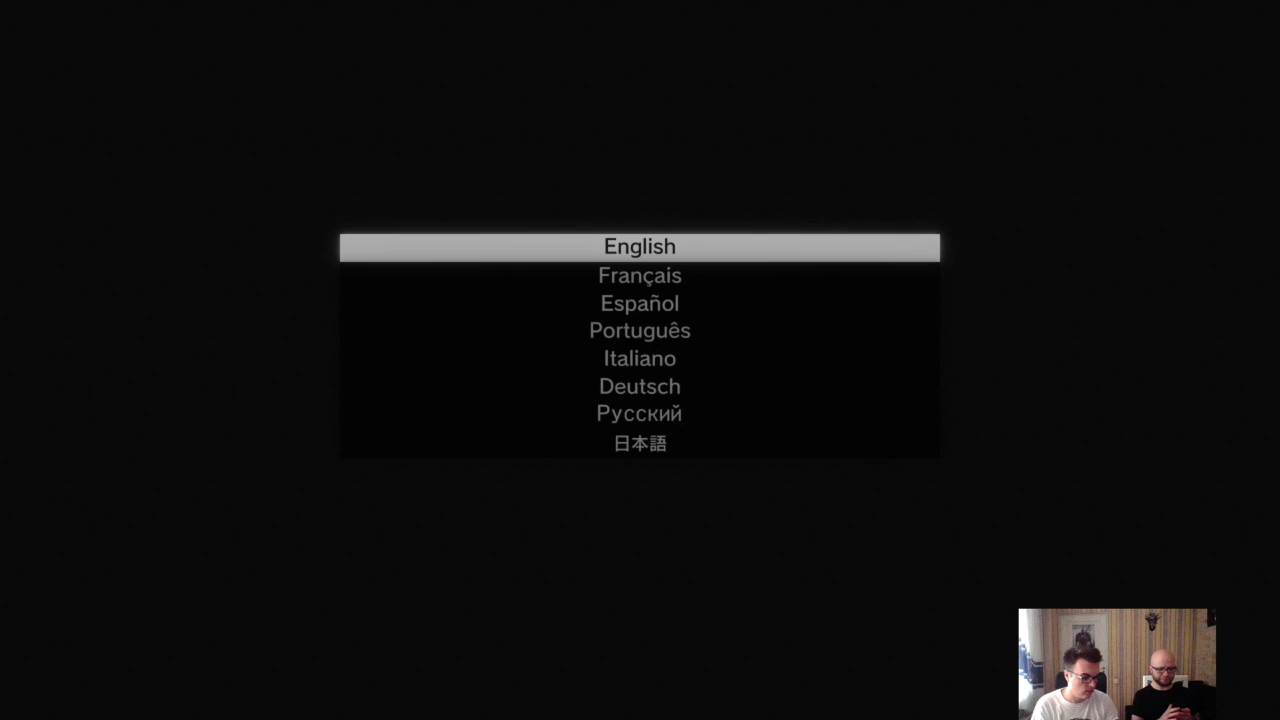 English
Français
Español
Português
Italiano
Deutsch
Русский
日本語